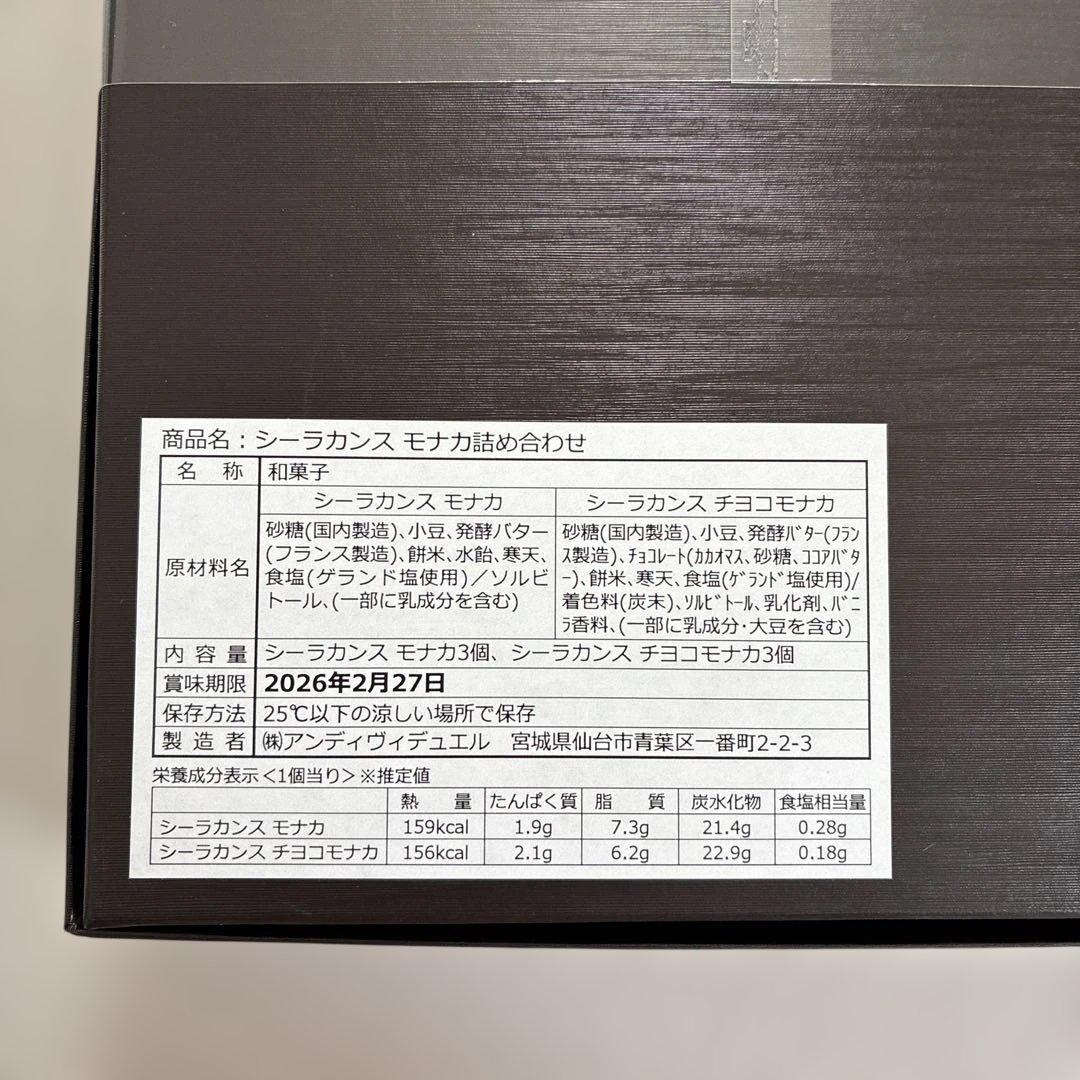 商品名：シーラカンス モナカ詰め合わせ
名称 和菓子
シーラカンス モナカ シーラカンス チヨコモナカ
原材料名
砂糖(国内製造)、小豆、発酵バター
(フランス製造)、餅米、水飴、寒天、
食塩(ゲランド塩使用)／ソルビ
トール、(一部に乳成分を含む)
砂糖(国内製造)、小豆、発酵ﾊﾞﾀｰ(ﾌﾗﾝ
ｽ製造)、ﾁｮｺﾚｰﾄ(ｶｶｵﾏｽ、砂糖、ｺｺｱﾊﾞﾀ
ｰ)、餅米、寒天、食塩(ｹﾞﾗﾝﾄﾞ塩使用)/
着色料(炭末)、ｿﾙﾋﾞﾄｰﾙ、乳化剤、ﾊﾞﾆ
ﾗ香料、(一部に乳成分・大豆を含む)
内容量 シーラカンス モナカ3個、シーラカンス チヨコモナカ3個
賞味期限 2026年2月27日
保存方法 25℃以下の涼しい場所で保存
製造者 ㈱アンディヴィデュエル 宮城県仙台市青葉区一番町2-2-3
栄養成分表示＜1個当り＞※推定値
熱量 たんぱく質 脂質 炭水化物 食塩相当量
シーラカンス モナカ 159kcal 1.9g 7.3g 21.4g 0.28g
シーラカンス チヨコモナカ 156kcal 2.1g 6.2g 22.9g 0.18g